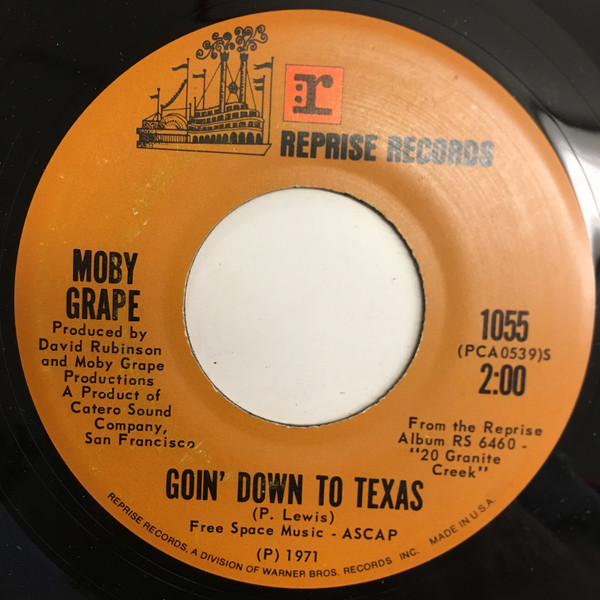 :r
REPRISE RECORDS
MOBY
GRAPE
Produced by
David Rubinson
and Moby Grape
Productions
A Product of
Catero Sound
Company,
San Francisco
1055
(PCA0539)S
2:00
From the Reprise
Album RS 6460 -
"20 Granite
Creek"
GOIN' DOWN TO TEXAS
(P. Lewis)
Free Space Music - ASCAP
(P) 1971
REPRISE RECORDS, A DIVISION OF WARNER BROS. RECORDS INC. MADE IN U.S.A.